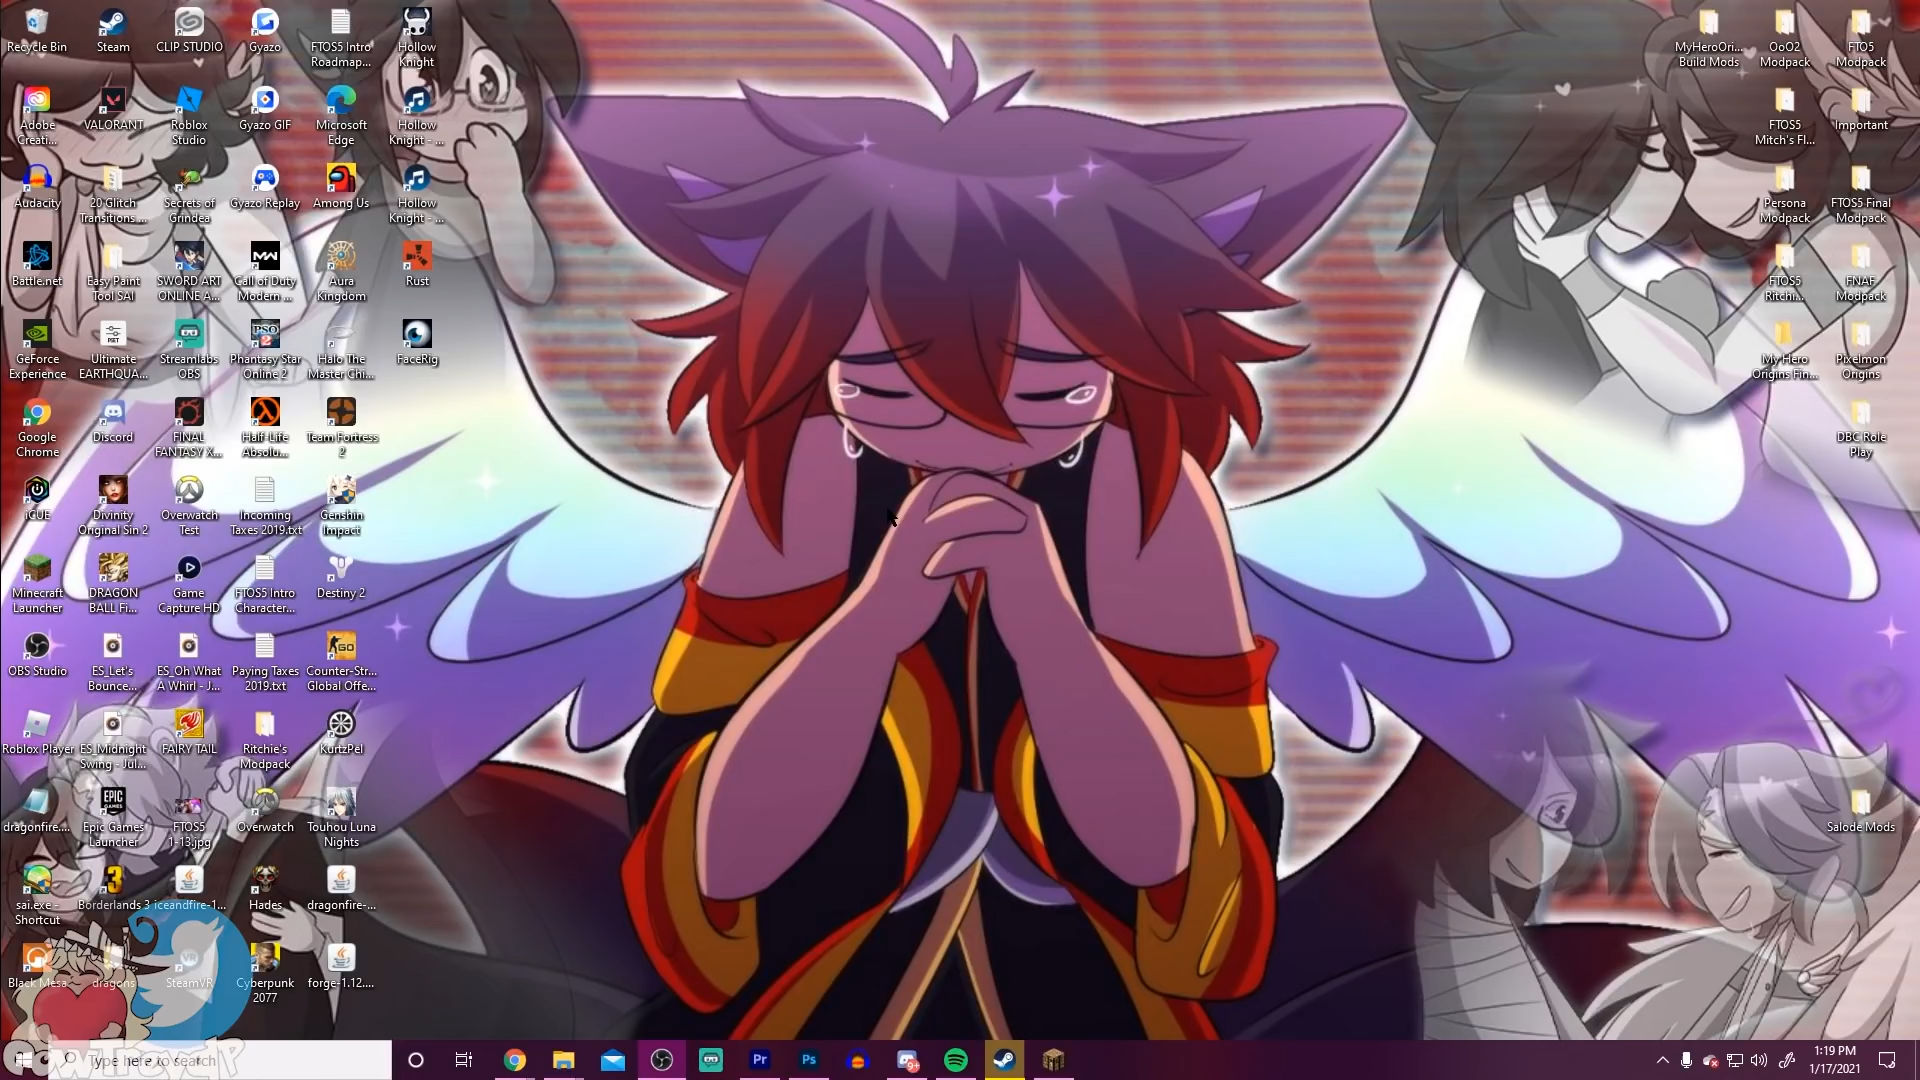 Recycle Bin
Steam
CLIP STUDIO
Gyazo
FTOS5 Intro
Roadmap...
Hollow
Knight
Adobe
Creati...
VALORANT
Roblox
Studio
Gyazo GIF
Microsoft
Edge
Hollow
Knight - ...
Audacity
20 Glitch
Transitions ...
Secrets of
Grindea
Gyazo Replay
Among Us
Hollow
Knight - ...
Battle.net
Easy Paint
Tool SAI
SWORD ART
ONLINE A...
Call of Duty
Modern ...
Aura
Kingdom
Rust
GeForce
Experience
Ultimate
EARTHQUA...
Streamlabs
OBS
Phantasy Star
Online 2
Halo The
Master Chi...
FaceRig
Google
Chrome
Discord
FINAL
FANTASY X...
Half-Life
Absolu...
Team Fortress
2
iCUE
Divinity
Original Sin 2
Overwatch
Test
Incoming
Taxes 2019.txt
Genshin
Impact
Minecraft
Launcher
DRAGON
BALL Fi...
Game
Capture HD
FTOS5 Intro
Character...
Destiny 2
OBS Studio
ES_Let's
Bounce...
ES_Oh What
A Whirl - J...
Paying Taxes
2019.txt
Counter-Str...
Global Offe...
Roblox Player
ES_Midnight
Swing - Jul...
FAIRY TAIL
Ritchie's
Modpack
KurtzPel
dragonfire....
Epic Games
Launcher
FTOS5
1-13.jpg
Overwatch
Touhou Luna
Nights
sai.exe -
Shortcut
Borderlands 3
iceandfire-1...
Hades
dragonfire-...
Black Mesa
dragons
SteamVR
Cyberpunk
2077
forge-1.12....
MyHeroOri...
Build Mods
OoO2
Modpack
FTO5
Modpack
FTOS5
Mitch's Fl...
Important
Persona
Modpack
FTOS5 Final
Modpack
FTOS5
Ritchi...
FNAF
Modpack
My Hero
Origins Fin...
Pixelmon
Origins
DBC Role
Play
Salode Mods
Type here to search
Pr
Ps
9+
1:19 PM
1/17/2021